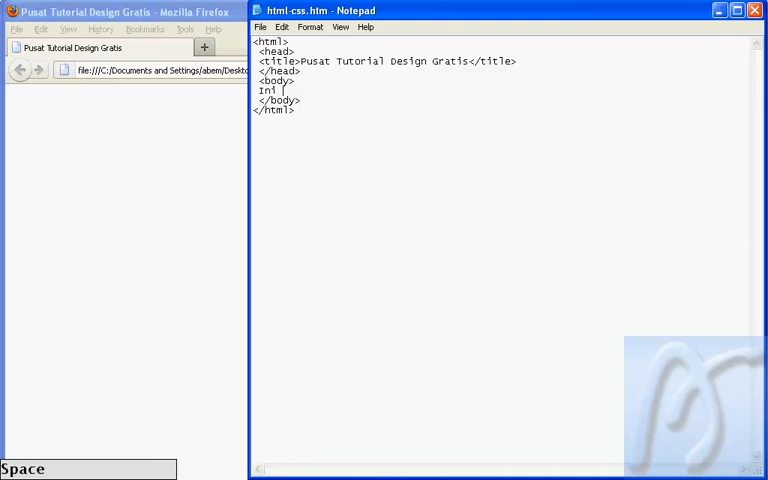 Pusat Tutorial Design Gratis - Mozilla Firefox
File Edit View History Bookmarks Tools Help
Pusat Tutorial Design Gratis
file:///C:/Documents and Settings/abem/Deskto
html-css.htm - Notepad
File Edit Format View Help
<html>
<head>
<title>Pusat Tutorial Design Gratis</title>
</head>
<body>
Ini
</body>
</html>
Space